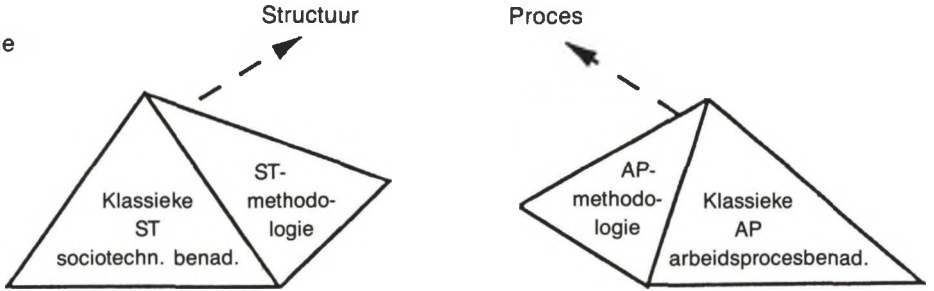 Structuur
Proces
e
Klassieke
ST
sociotechn. benad.
ST-
methodo-
logie
AP-
methodo-
logie
Klassieke
AP
arbeidsprocesbenad.